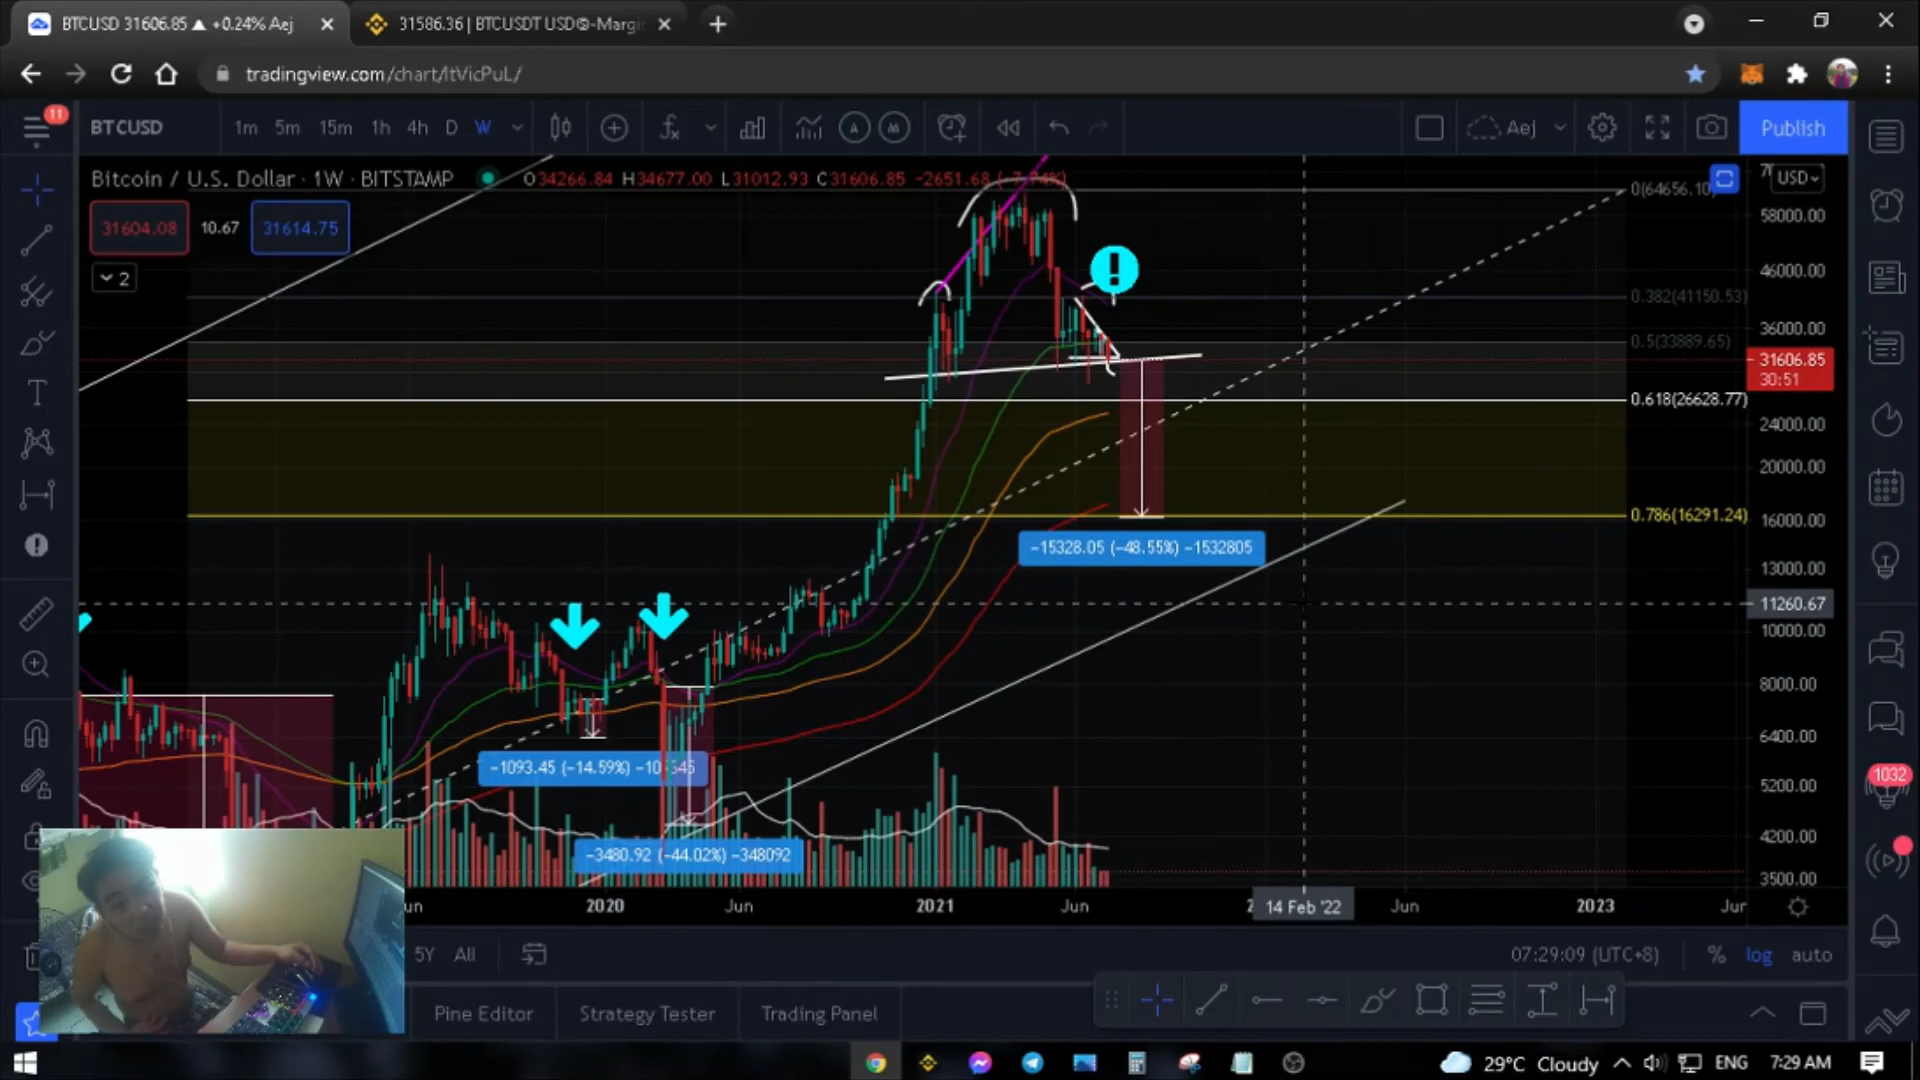 BTCUSD 31606.85 ▲ +0.24% Aej
31586.36 | BTCUSDT USDⓈ-Margi
tradingview.com/chart/ItVicPuL/
11
BTCUSD 1m 5m 15m 1h 4h D W
Aej
Publish
Bitcoin / U.S. Dollar · 1W · BITSTAMP O34266.84 H34677.00 L31012.93 C31606.85 −2651.68 (−7.74%)
USD
31604.08 10.67 31614.75
2
0(64656.10)
58000.00
46000.00
0.382(41150.53)
36000.00
0.5(33889.65)
31606.85
30:51
0.618(26628.77)
24000.00
20000.00
0.786(16291.24)
16000.00
−15328.05 (−48.55%) −1532805
13000.00
11260.67
10000.00
8000.00
6400.00
−1093.45 (−14.59%)
5200.00
1032
4200.00
−3480.92 (−44.02%) −348092
3500.00
2020 Jun 2021 Jun 14 Feb '22 Jun 2023
5Y All
07:29:09 (UTC+8) % log auto
Pine Editor Strategy Tester Trading Panel
29°C Cloudy ENG 7:29 AM